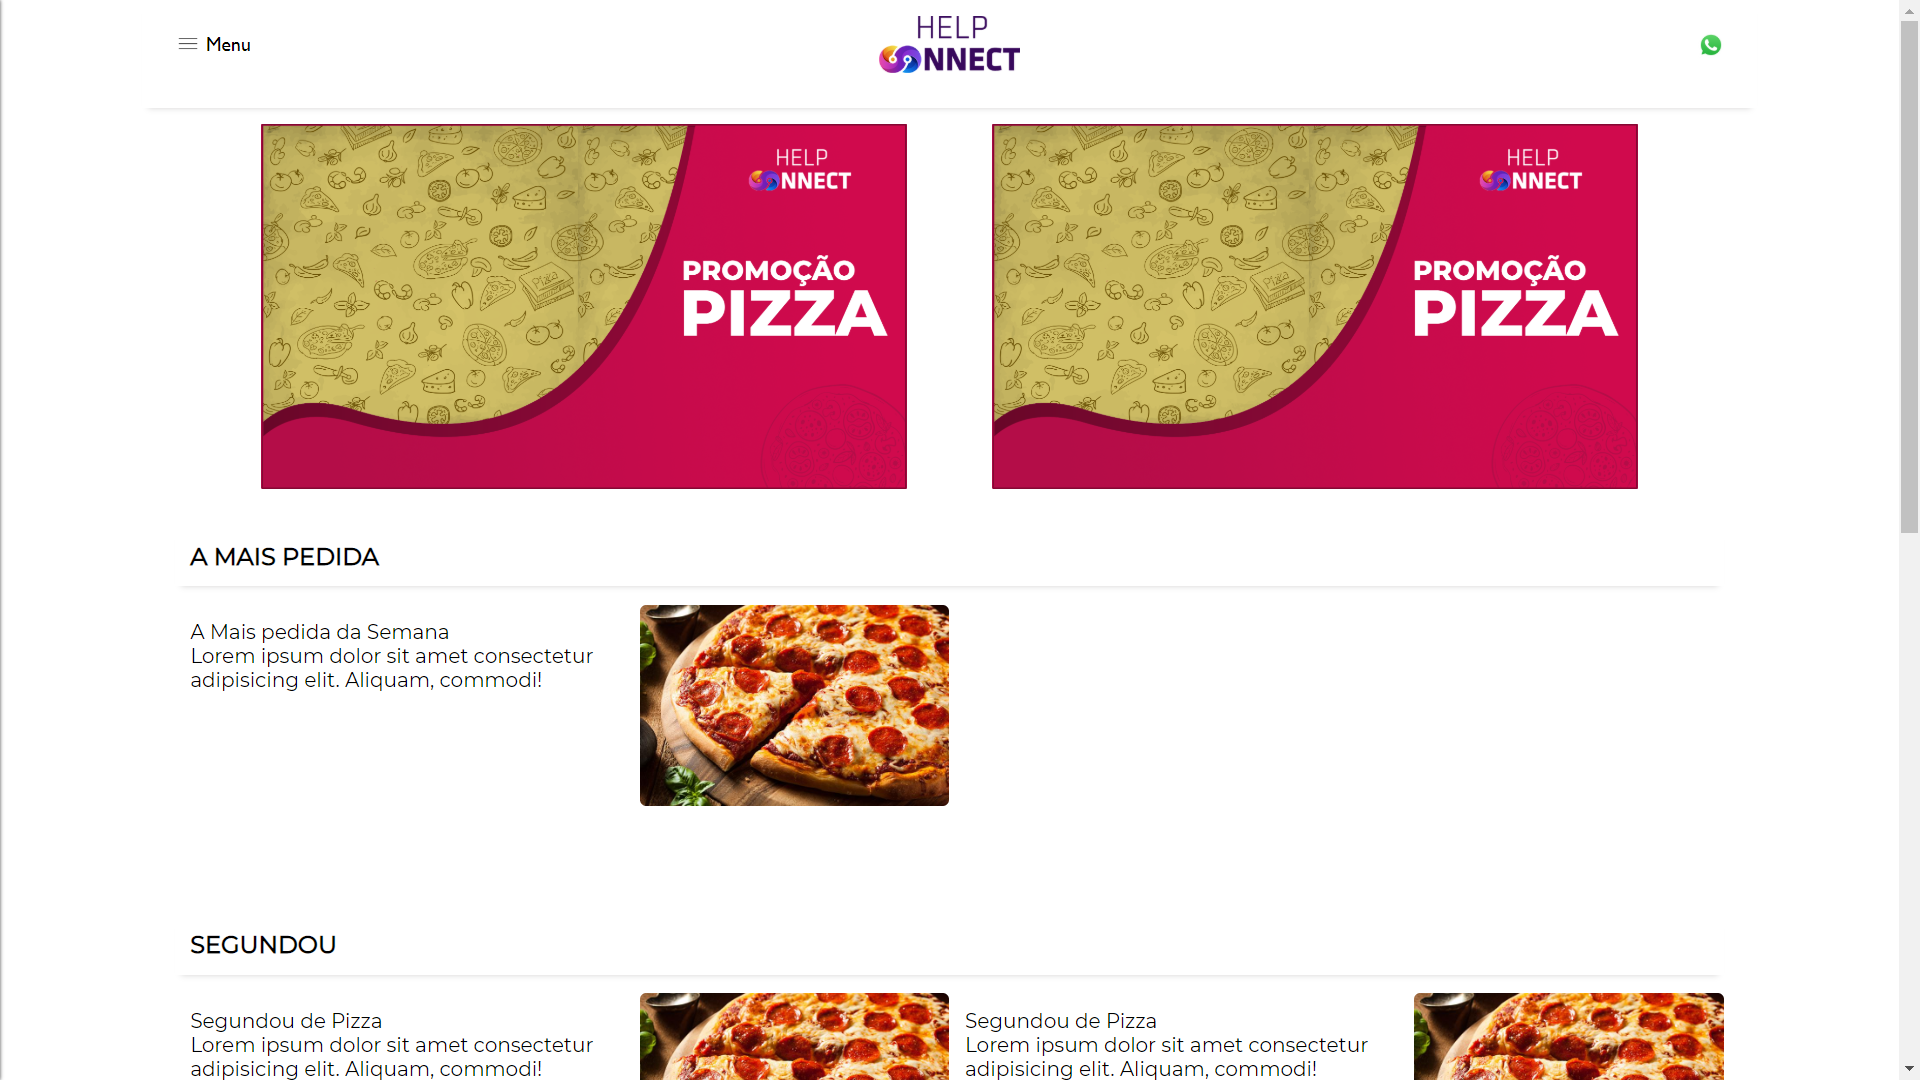 Menu
HELP
CONNECT
HELP
CONNECT
PROMOÇÃO
PIZZA
HELP
CONNECT
PROMOÇÃO
PIZZA
A MAIS PEDIDA
A Mais pedida da Semana
Lorem ipsum dolor sit amet consectetur
adipisicing elit. Aliquam, commodi!
SEGUNDOU
Segundou de Pizza
Lorem ipsum dolor sit amet consectetur
adipisicing elit. Aliquam, commodi!
Segundou de Pizza
Lorem ipsum dolor sit amet consectetur
adipisicing elit. Aliquam, commodi!